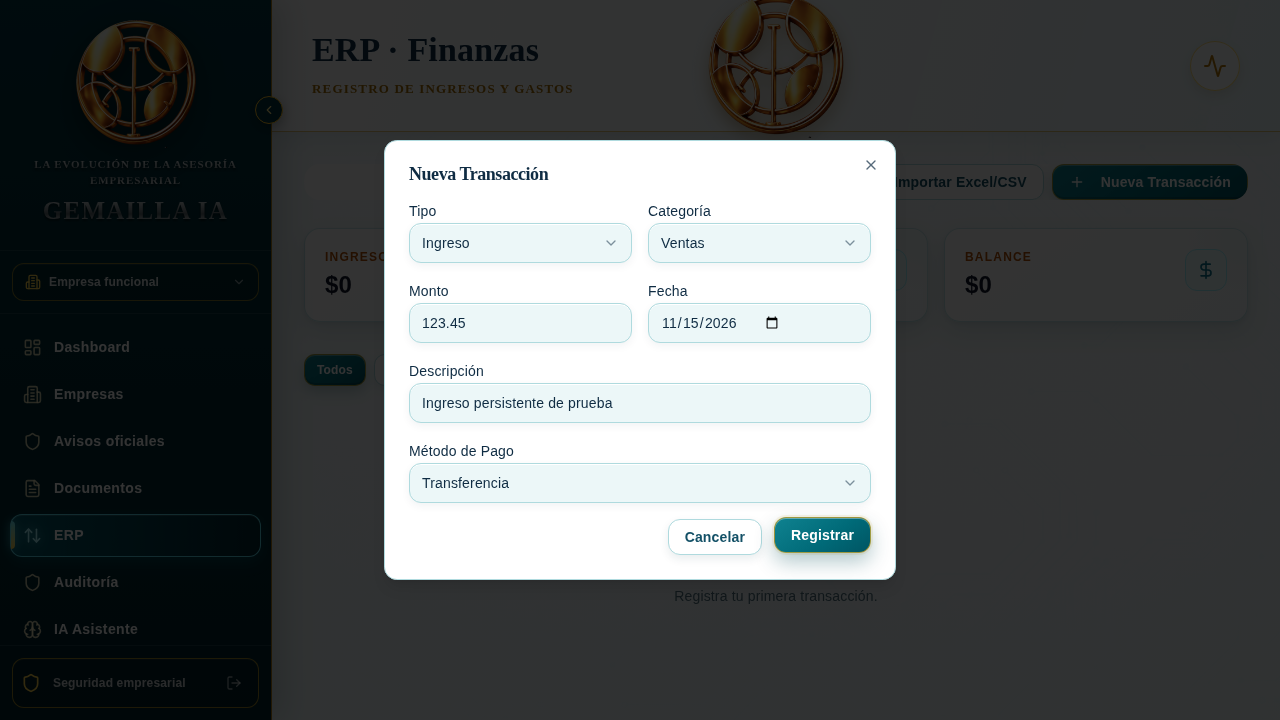 LA EVOLUCIÓN DE LA ASESORÍA
EMPRESARIAL
GEMAILLA IA
Empresa funcional
Dashboard
Empresas
Avisos oficiales
Documentos
ERP
Auditoría
IA Asistente
Seguridad empresarial
ERP · Finanzas
REGISTRO DE INGRESOS Y GASTOS
Importar Excel/CSV
Nueva Transacción
$0
BALANCE
$0
Todos
Nueva Transacción
Tipo
Categoría
Ingreso
Ventas
Monto
Fecha
123.45
11/15/2026
Descripción
Ingreso persistente de prueba
Método de Pago
Transferencia
Cancelar
Registrar
Registra tu primera transacción.